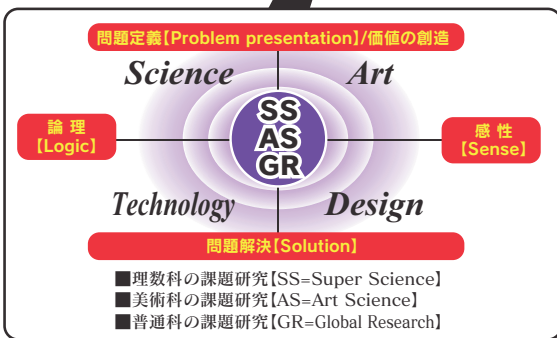 問題定義【Problem presentation】/価値の創造
Science
Art
論 理
【Logic】
SS
AS
GR
感 性
【Sense】
Technology
Design
問題解決【Solution】
■理数科の課題研究【SS=Super Science】
■美術科の課題研究【AS=Art Science】
■普通科の課題研究【GR=Global Research】